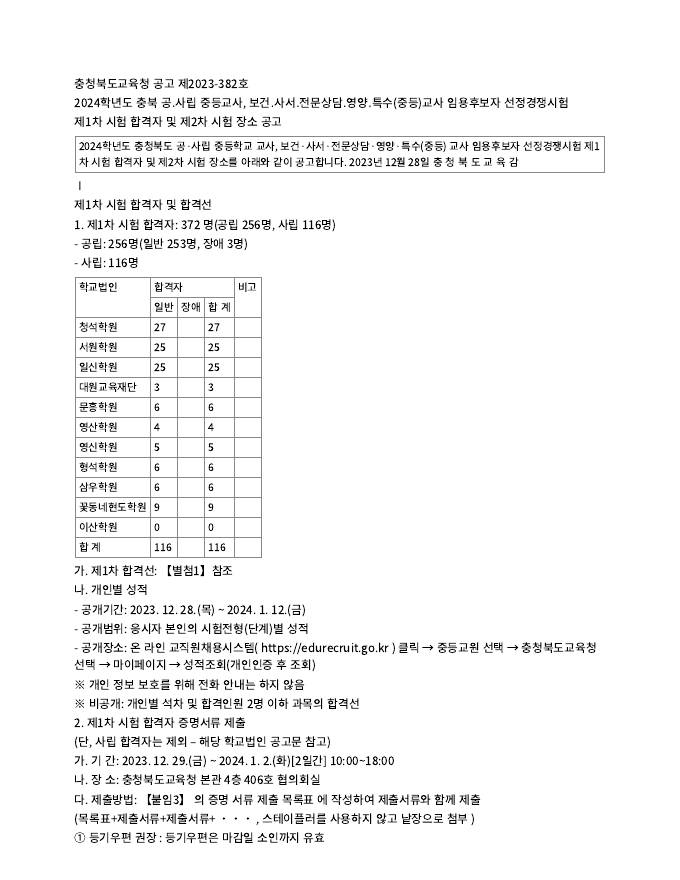 충청북도교육청 공고 제2023-382호
2024학년도 충북 공.사립 중등교사, 보건.사서.전문상담.영양.특수(중등)교사 임용후보자 선정경쟁시험
제1차 시험 합격자 및 제2차 시험 장소 공고
2024학년도 충청북도 공·사립 중등학교 교사, 보건·사서·전문상담·영양·특수(중등) 교사 임용후보자 선정경쟁시험 제1
차 시험 합격자 및 제2차 시험 장소를 아래와 같이 공고합니다. 2023년 12월 28일 충 청 북 도 교 육 감
Ⅰ
제1차 시험 합격자 및 합격선
1. 제1차 시험 합격자: 372 명(공립 256명, 사립 116명)
- 공립: 256명(일반 253명, 장애 3명)
- 사립: 116명
학교법인 합격자 비고
일반 장애 합 계
청석학원 27 27
서원학원 25 25
일신학원 25 25
대원교육재단 3 3
문흥학원 6 6
영산학원 4 4
영신학원 5 5
형석학원 6 6
삼우학원 6 6
꽃동네현도학원 9 9
이산학원 0 0
합 계 116 116
가. 제1차 합격선: 【별첨1】참조
나. 개인별 성적
- 공개기간: 2023. 12. 28.(목) ~ 2024. 1. 12.(금)
- 공개범위: 응시자 본인의 시험전형(단계)별 성적
- 공개장소: 온 라인 교직원채용시스템( https://edurecruit.go.kr ) 클릭 → 중등교원 선택 → 충청북도교육청
선택 → 마이페이지 → 성적조회(개인인증 후 조회)
※ 개인 정보 보호를 위해 전화 안내는 하지 않음
※ 비공개: 개인별 석차 및 합격인원 2명 이하 과목의 합격선
2. 제1차 시험 합격자 증명서류 제출
(단, 사립 합격자는 제외 – 해당 학교법인 공고문 참고)
가. 기 간: 2023. 12. 29.(금) ~ 2024. 1. 2.(화)[2일간] 10:00~18:00
나. 장 소: 충청북도교육청 본관 4층 406호 협의회실
다. 제출방법: 【붙임3】 의 증명 서류 제출 목록표 에 작성하여 제출서류와 함께 제출
(목록표+제출서류+제출서류+ ・・・ , 스테이플러를 사용하지 않고 낱장으로 첨부 )
① 등기우편 권장 : 등기우편은 마감일 소인까지 유효